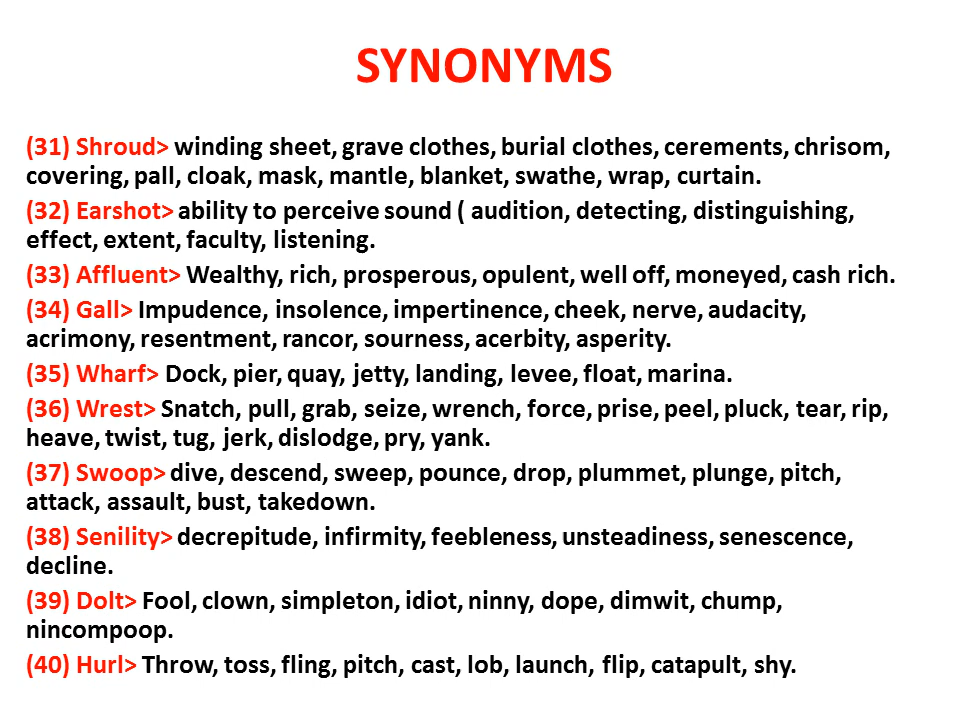 SYNONYMS
(31) Shroud> winding sheet, grave clothes, burial clothes, cerements, chrisom,
covering, pall, cloak, mask, mantle, blanket, swathe, wrap, curtain.
(32) Earshot> ability to perceive sound ( audition, detecting, distinguishing,
effect, extent, faculty, listening.
(33) Affluent> Wealthy, rich, prosperous, opulent, well off, moneyed, cash rich.
(34) Gall> Impudence, insolence, impertinence, cheek, nerve, audacity,
acrimony, resentment, rancor, sourness, acerbity, asperity.
(35) Wharf> Dock, pier, quay, jetty, landing, levee, float, marina.
(36) Wrest> Snatch, pull, grab, seize, wrench, force, prise, peel, pluck, tear, rip,
heave, twist, tug, jerk, dislodge, pry, yank.
(37) Swoop> dive, descend, sweep, pounce, drop, plummet, plunge, pitch,
attack, assault, bust, takedown.
(38) Senility> decrepitude, infirmity, feebleness, unsteadiness, senescence,
decline.
(39) Dolt> Fool, clown, simpleton, idiot, ninny, dope, dimwit, chump,
nincompoop.
(40) Hurl> Throw, toss, fling, pitch, cast, lob, launch, flip, catapult, shy.